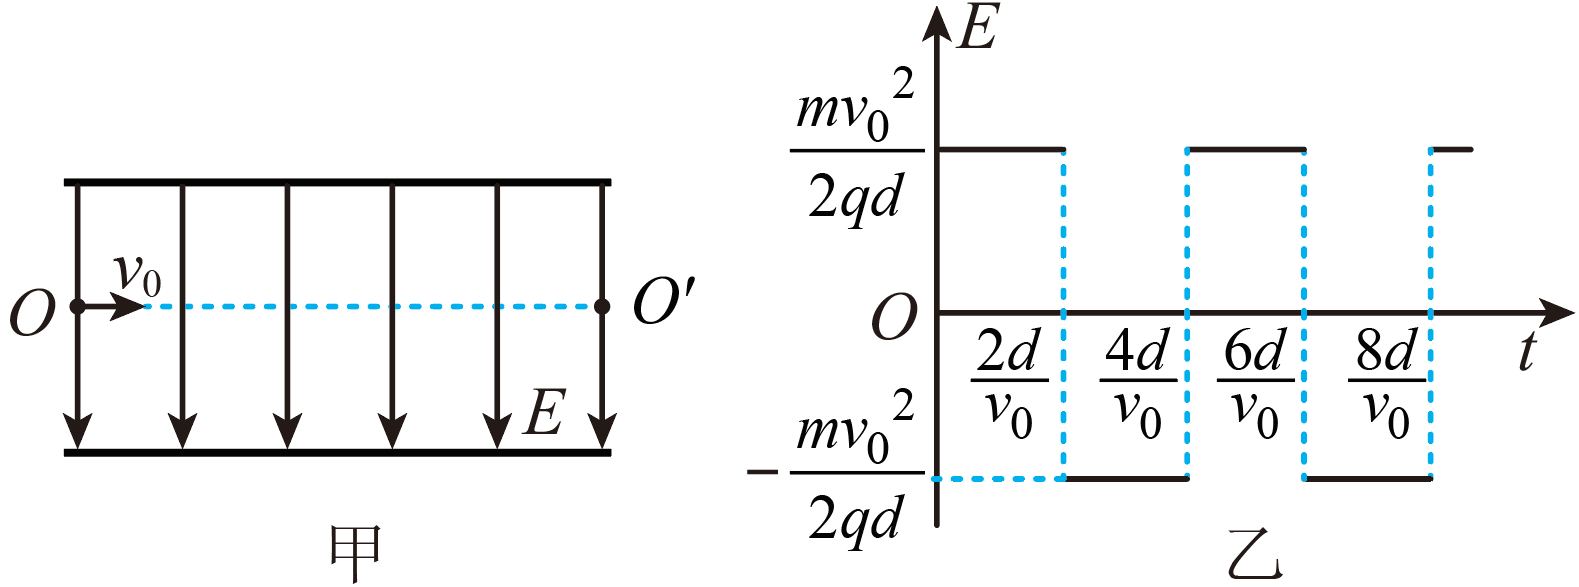 O v₀ O′
E
甲
E
mv₀²/2qd
O
2d/v₀ 4d/v₀ 6d/v₀ 8d/v₀ t
−mv₀²/2qd
乙